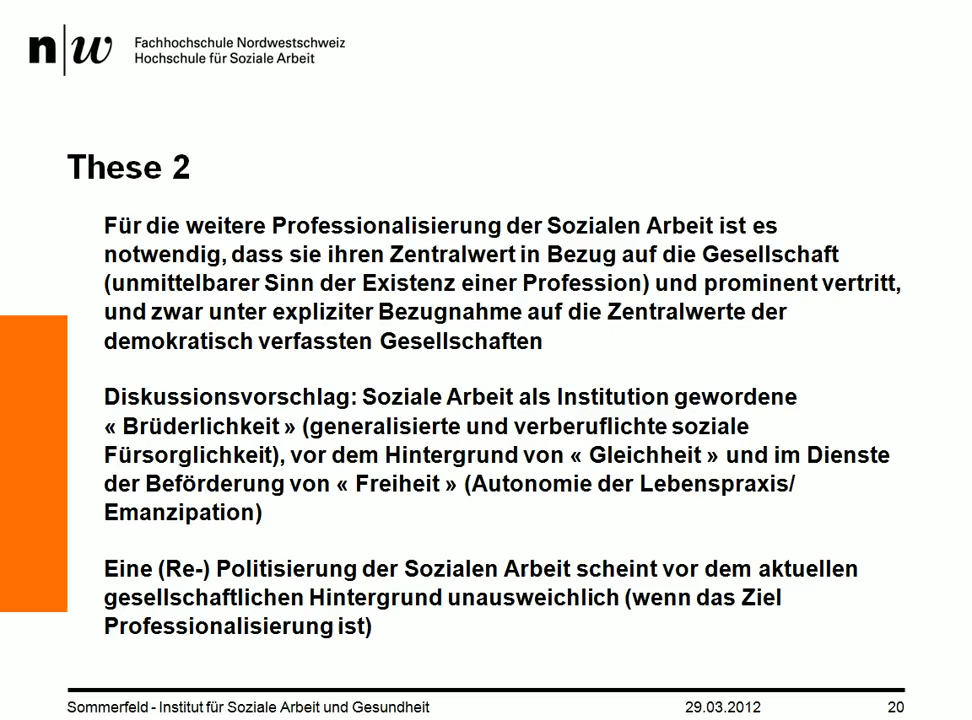 n|w Fachhochschule Nordwestschweiz
Hochschule für Soziale Arbeit
These 2
Für die weitere Professionalisierung der Sozialen Arbeit ist es
notwendig, dass sie ihren Zentralwert in Bezug auf die Gesellschaft
(unmittelbarer Sinn der Existenz einer Profession) und prominent vertritt,
und zwar unter expliziter Bezugnahme auf die Zentralwerte der
demokratisch verfassten Gesellschaften
Diskussionsvorschlag: Soziale Arbeit als Institution gewordene
« Brüderlichkeit » (generalisierte und verberuflichte soziale
Fürsorglichkeit), vor dem Hintergrund von « Gleichheit » und im Dienste
der Beförderung von « Freiheit » (Autonomie der Lebenspraxis/
Emanzipation)
Eine (Re-) Politisierung der Sozialen Arbeit scheint vor dem aktuellen
gesellschaftlichen Hintergrund unausweichlich (wenn das Ziel
Professionalisierung ist)
Sommerfeld - Institut für Soziale Arbeit und Gesundheit 29.03.2012 20